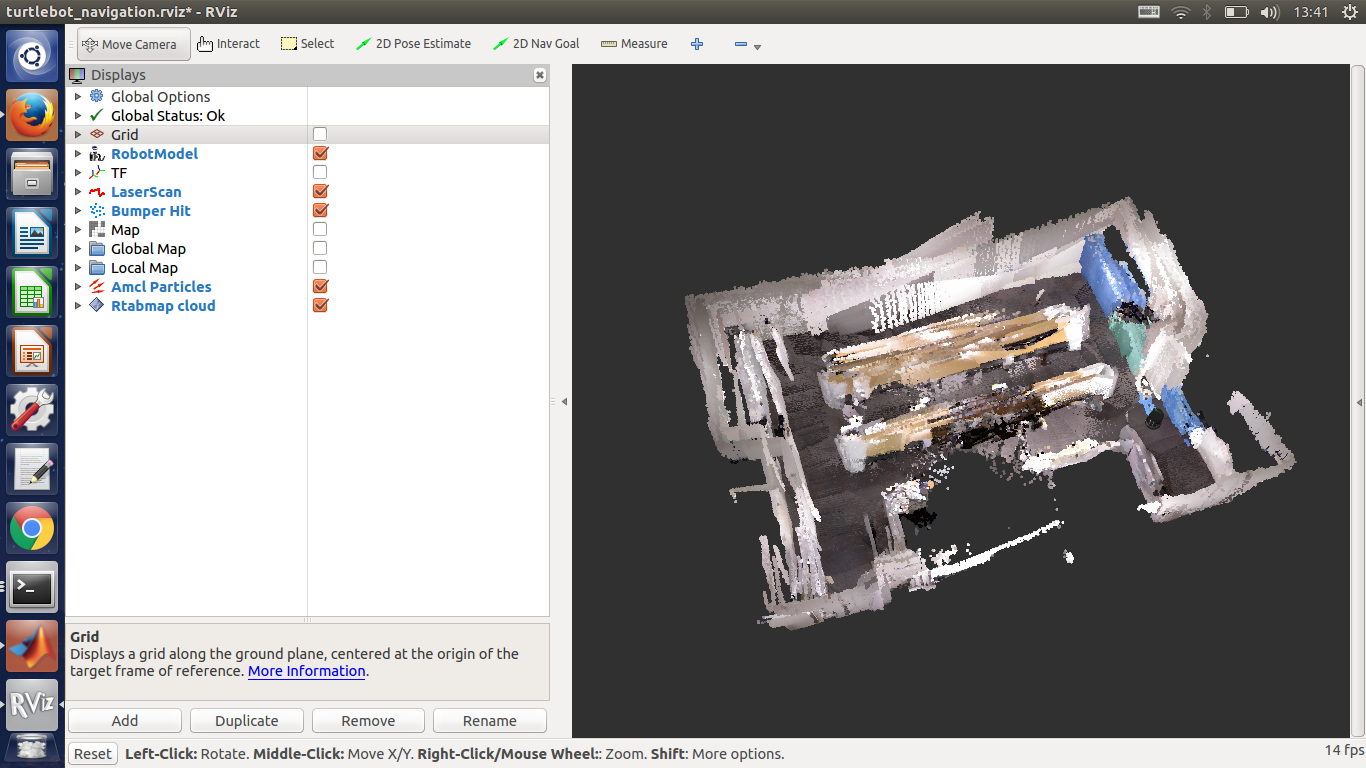 turtlebot_navigation.rviz* - RViz
13:41
Move Camera Interact Select 2D Pose Estimate 2D Nav Goal Measure
Displays
Global Options
Global Status: Ok
Grid
RobotModel
TF
LaserScan
Bumper Hit
Map
Global Map
Local Map
Amcl Particles
Rtabmap cloud
Grid
Displays a grid along the ground plane, centered at the origin of the
target frame of reference. More Information.
Add Duplicate Remove Rename
RViz
Reset Left-Click: Rotate. Middle-Click: Move X/Y. Right-Click/Mouse Wheel:: Zoom. Shift: More options.
14 fps